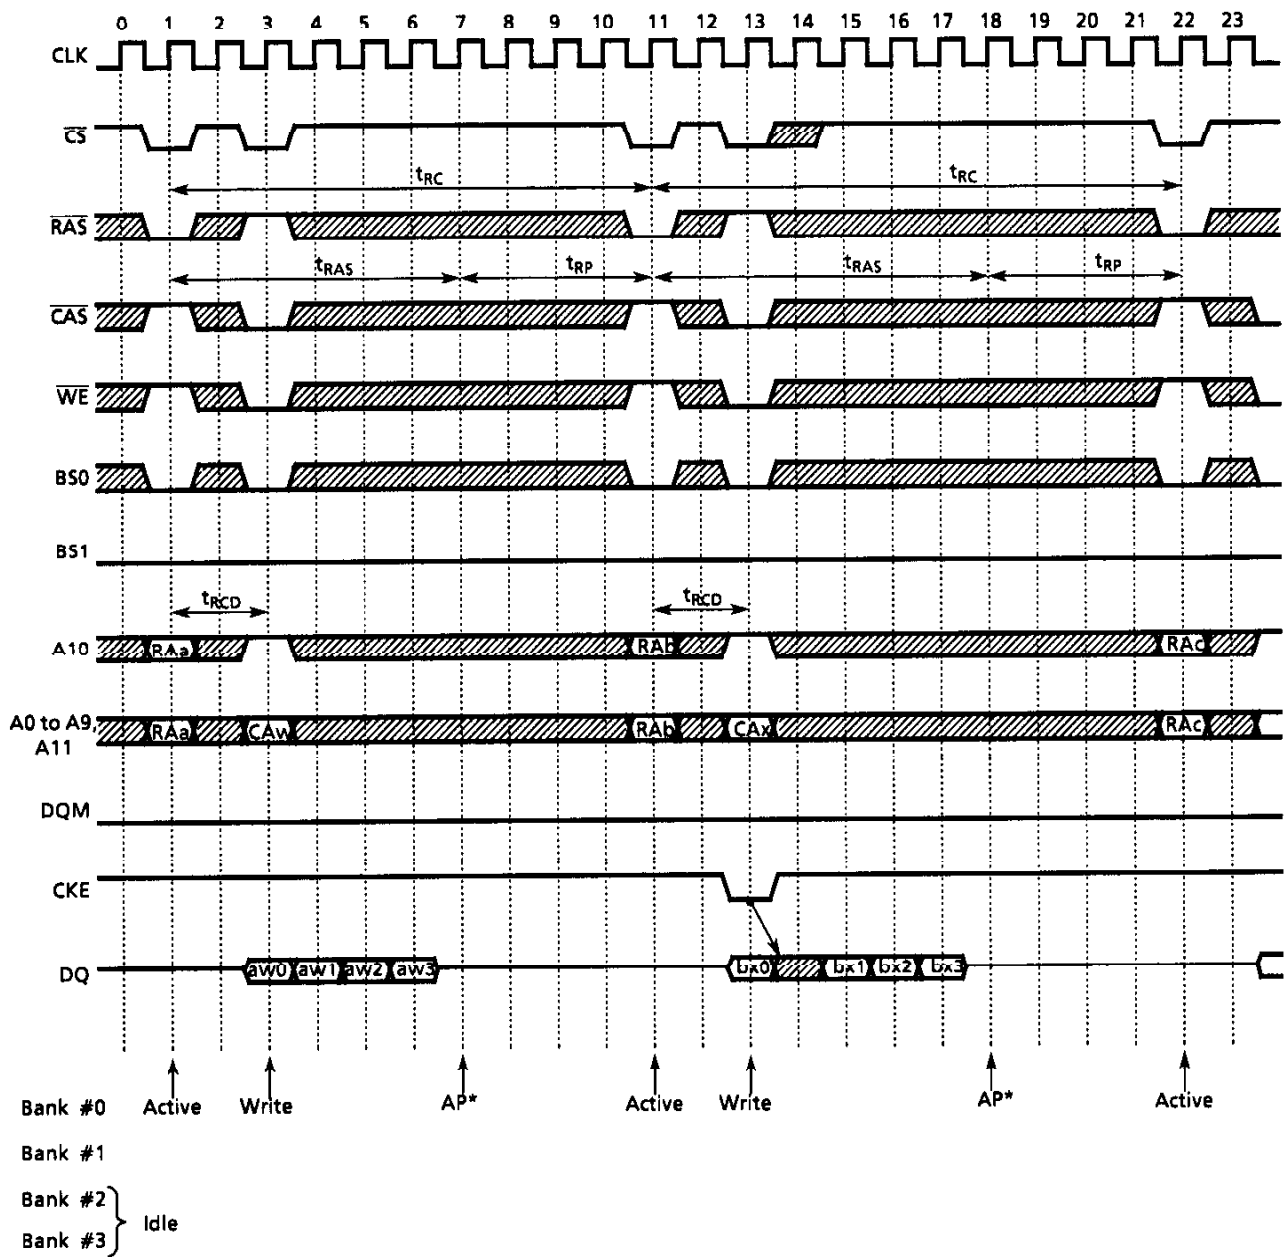 0 1 2 3 4 5 6 7 8 9 10 11 12 13 14 15 16 17 18 19 20 21 22 23
CLK
CS
tRC tRC
RAS
tRAS tRP tRAS tRP
CAS
WE
BS0
BS1
tRCD tRCD
A10 RAa RAb RAc
A0 to A9,
A11 RAa CAw RAb CAx RAc
DQM
CKE
DQ aw0 aw1 aw2 aw3 bx0 bx1 bx2 bx3
Bank #0 Active Write AP* Active Write AP* Active
Bank #1
Bank #2
Idle
Bank #3